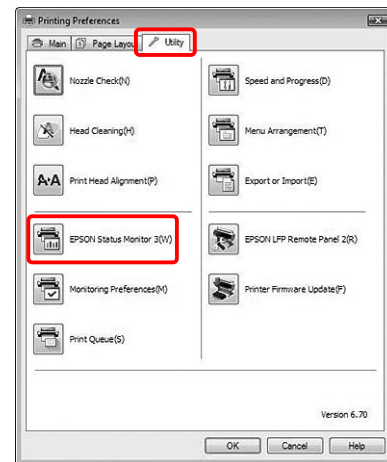 Printing Preferences
Main Page Layou Utility
Nozzle Check(N)
Speed and Progress(D)
Head Cleaning(H)
Menu Arrangement(T)
Print Head Alignment(P)
Export or Import(E)
EPSON Status Monitor 3(W)
EPSON LFP Remote Panel 2(R)
Monitoring Preferences(M)
Printer Firmware Update(F)
Print Queue(S)
Version 6.70
OK Cancel Help